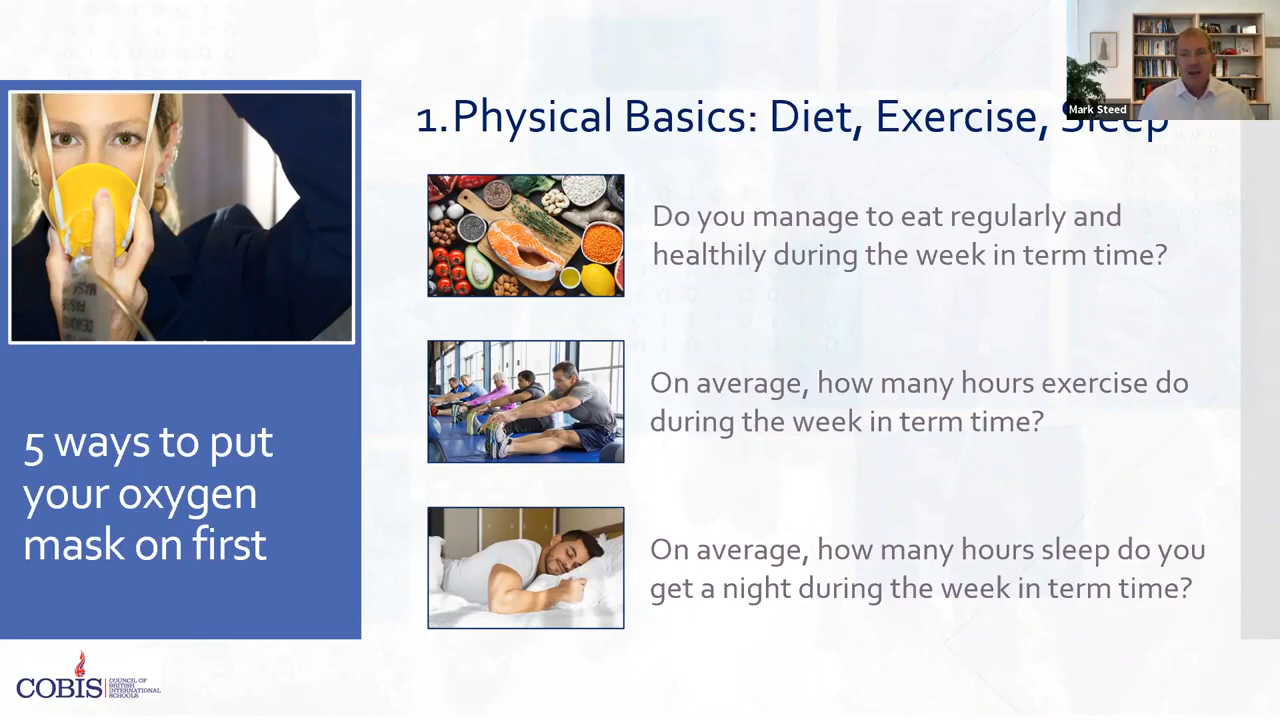 Mark Steed
1.Physical Basics: Diet, Exercise, Sleep
Do you manage to eat regularly and
healthily during the week in term time?
On average, how many hours exercise do
during the week in term time?
On average, how many hours sleep do you
get a night during the week in term time?
5 ways to put
your oxygen
mask on first
COBIS
COUNCIL OF
BRITISH
INTERNATIONAL
SCHOOLS